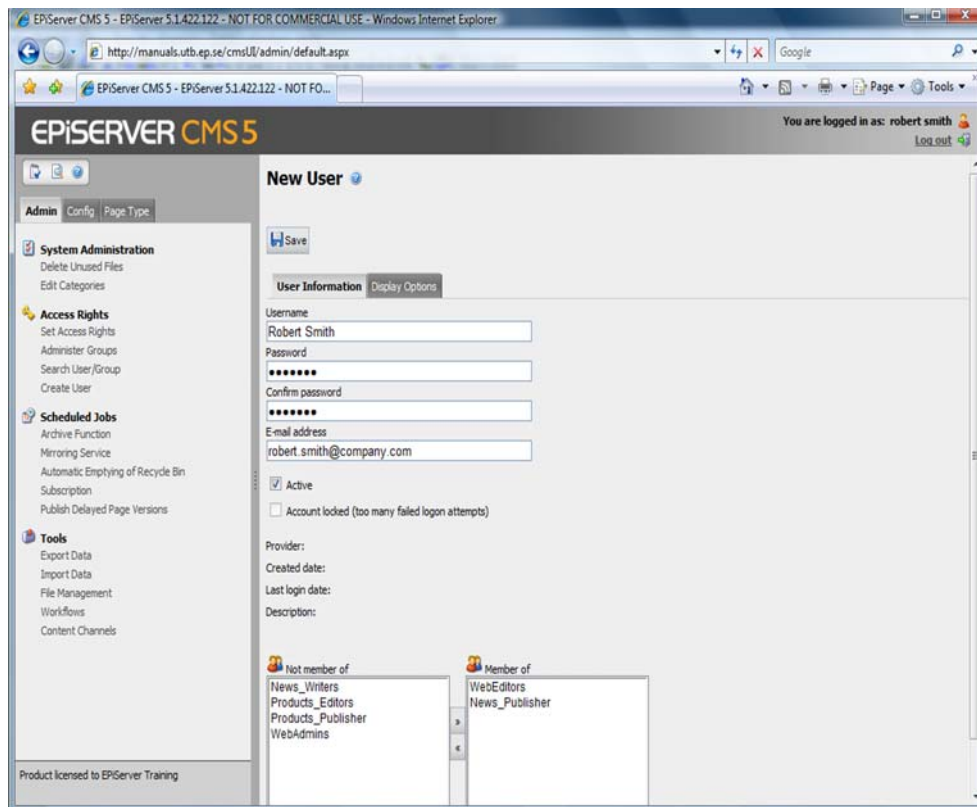 EPiServer CMS 5 - EPiServer 5.1.422.122 - NOT FOR COMMERCIAL USE - Windows Internet Explorer
http://manuals.utb.ep.se/cmsUI/admin/default.aspx
Google
EPiServer CMS 5 - EPiServer 5.1.422.122 - NOT FO...
Page
Tools
EPiSERVER CMS 5
You are logged in as: robert smith
Log out
Admin
Config
Page Type
System Administration
Delete Unused Files
Edit Categories
Access Rights
Set Access Rights
Administer Groups
Search User/Group
Create User
Scheduled Jobs
Archive Function
Mirroring Service
Automatic Emptying of Recycle Bin
Subscription
Publish Delayed Page Versions
Tools
Export Data
Import Data
File Management
Workflows
Content Channels
Product licensed to EPiServer Training
New User
Save
User Information
Display Options
Username
Robert Smith
Password
•••••••
Confirm password
•••••••
E-mail address
robert.smith@company.com
Active
Account locked (too many failed logon attempts)
Provider:
Created date:
Last login date:
Description:
Not member of
News_Writers
Products_Editors
Products_Publisher
WebAdmins
»
«
Member of
WebEditors
News_Publisher